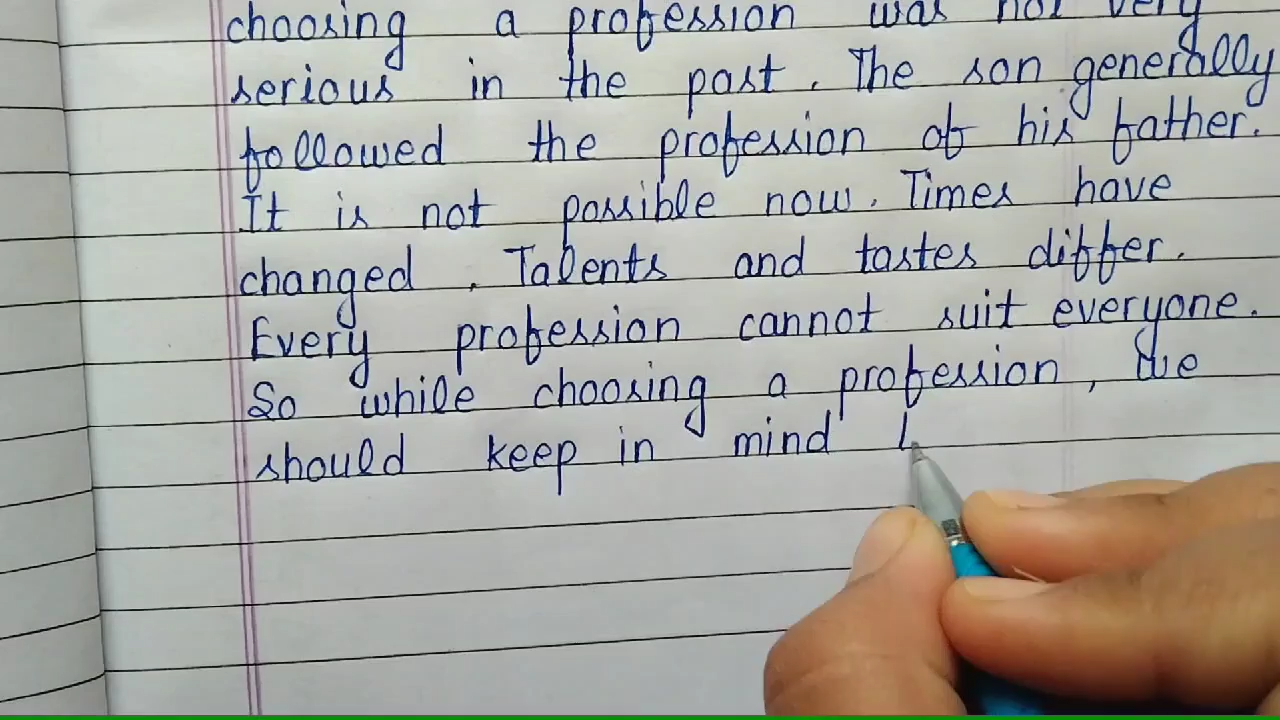 choosing a profession was not very
serious in the past. The son generally
followed the profession of his father.
It is not possible now. Times have
changed. Talents and tastes differ.
Every profession cannot suit everyone.
So while choosing a profession, we
should keep in mind